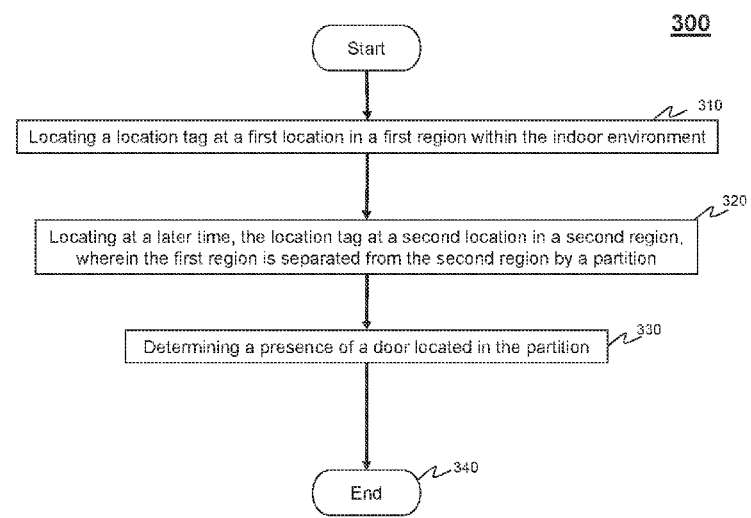 300
Start
310
Locating a location tag at a first location in a first region within the indoor environment
320
Locating at a later time, the location tag at a second location in a second region,
wherein the first region is separated from the second region by a partition
330
Determining a presence of a door located in the partition
340
End